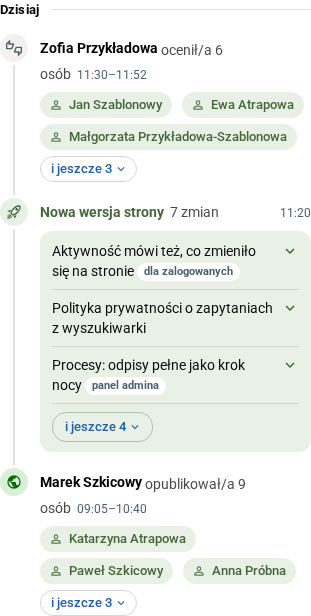 Dzisiaj
Zofia Przykładowa ocenił/a 6
osób 11:30–11:52
Jan Szablonowy Ewa Atrapowa
Małgorzata Przykładowa-Szablonowa
i jeszcze 3
Nowa wersja strony 7 zmian 11:20
Aktywność mówi też, co zmieniło
się na stronie dla zalogowanych
Polityka prywatności o zapytaniach
z wyszukiwarki
Procesy: odpisy pełne jako krok
nocy panel admina
i jeszcze 4
Marek Szkicowy opublikował/a 9
osób 09:05–10:40
Katarzyna Atrapowa
Paweł Szkicowy Anna Próbna
i jeszcze 3